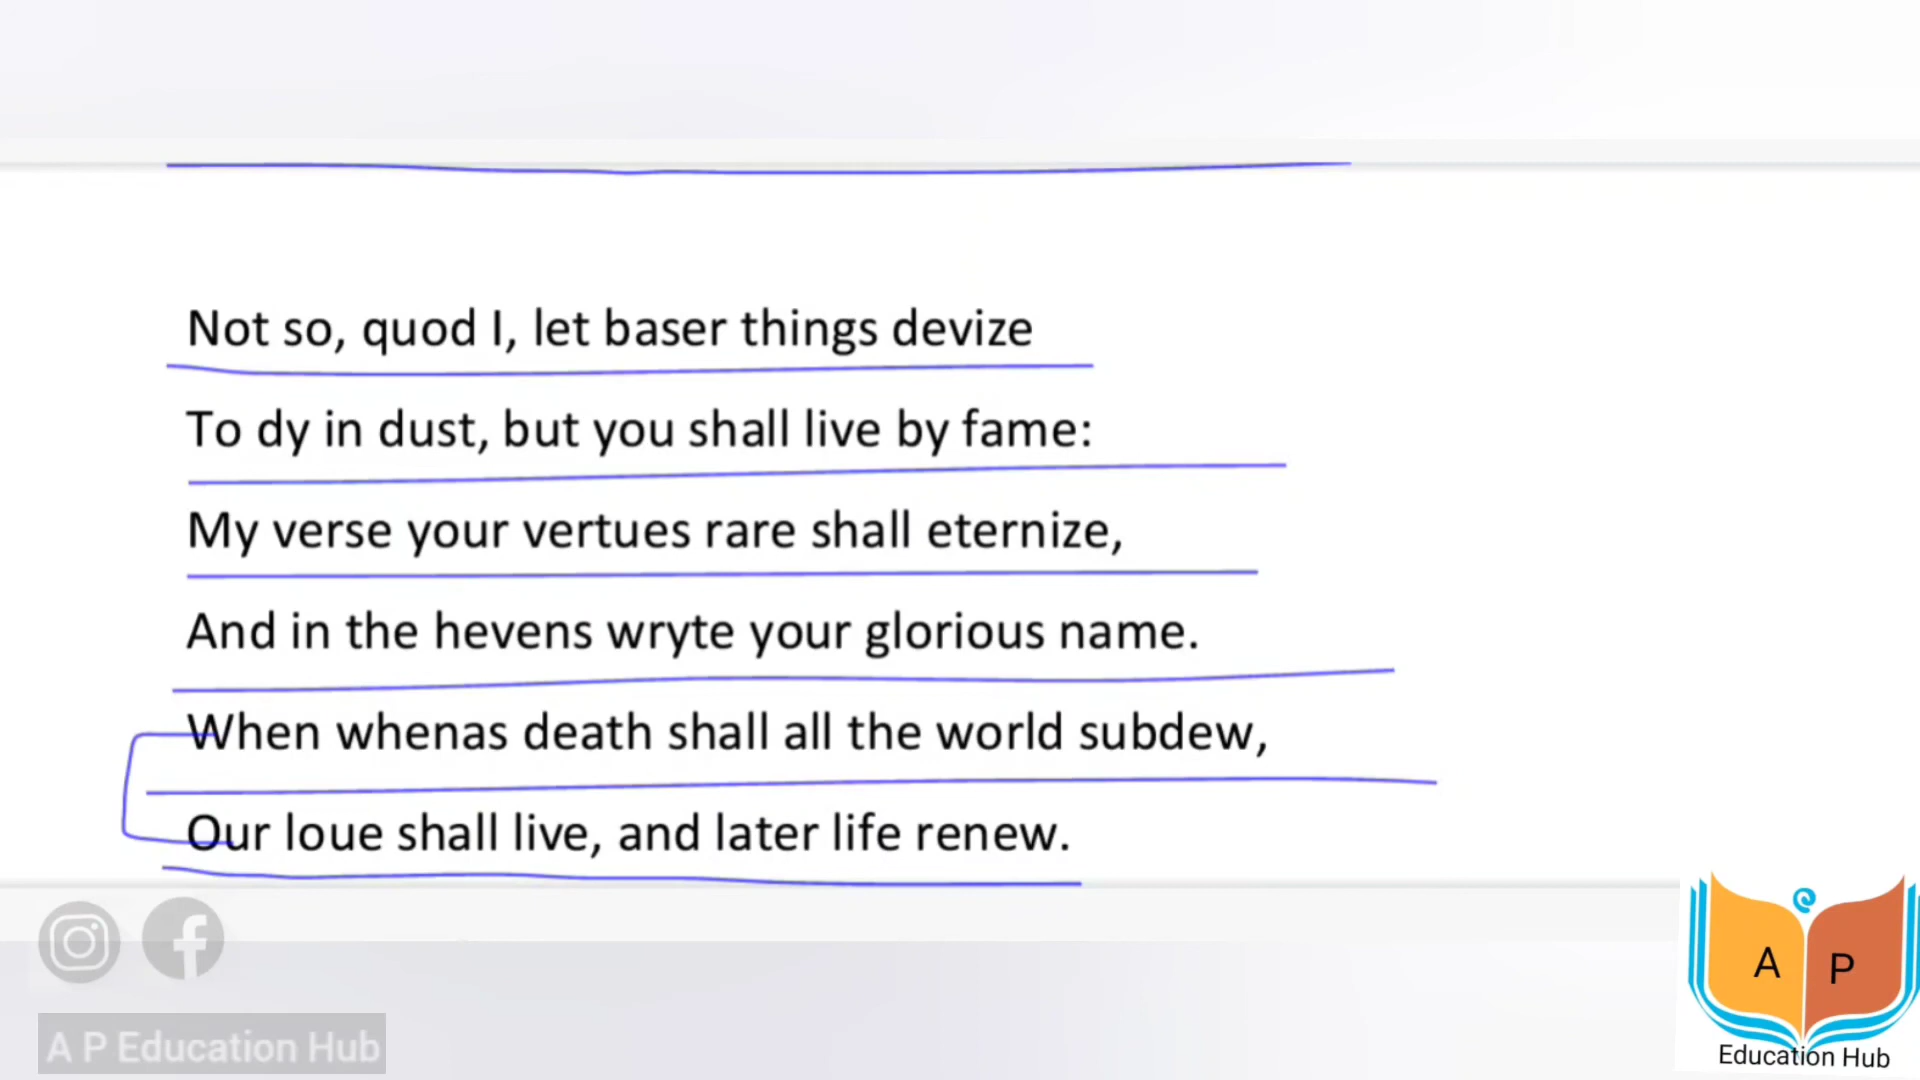 Not so, quod I, let baser things devize
To dy in dust, but you shall live by fame:
My verse your vertues rare shall eternize,
And in the hevens wryte your glorious name.
When whenas death shall all the world subdew,
Our loue shall live, and later life renew.
A P Education Hub
A P
Education Hub